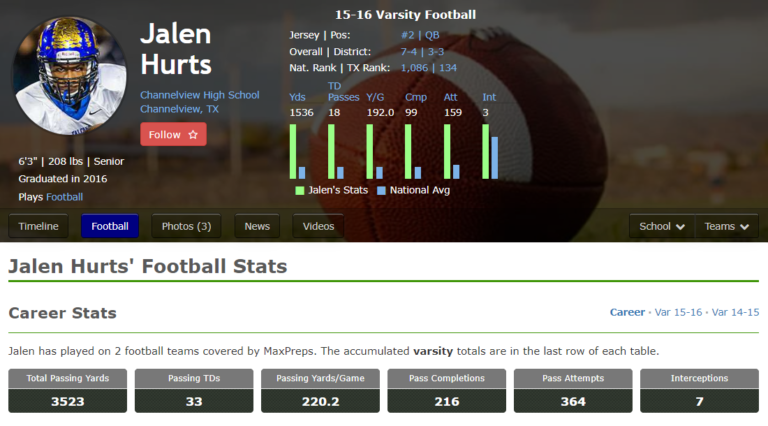 15-16 Varsity Football
Jalen
Hurts
Channelview High School
Channelview, TX
Follow
6'3" | 208 lbs | Senior
Graduated in 2016
Plays Football
Jersey | Pos: #2 | QB
Overall | District: 7-4 | 3-3
Nat. Rank | TX Rank: 1,086 | 134
Yds TD Passes Y/G Cmp Att Int
1536 18 192.0 99 159 3
Jalen's Stats National Avg
Timeline Football Photos (3) News Videos School Teams
Jalen Hurts' Football Stats
Career Stats
Career · Var 15-16 · Var 14-15
Jalen has played on 2 football teams covered by MaxPreps. The accumulated varsity totals are in the last row of each table.
Total Passing Yards Passing TDs Passing Yards/Game Pass Completions Pass Attempts Interceptions
3523 33 220.2 216 364 7